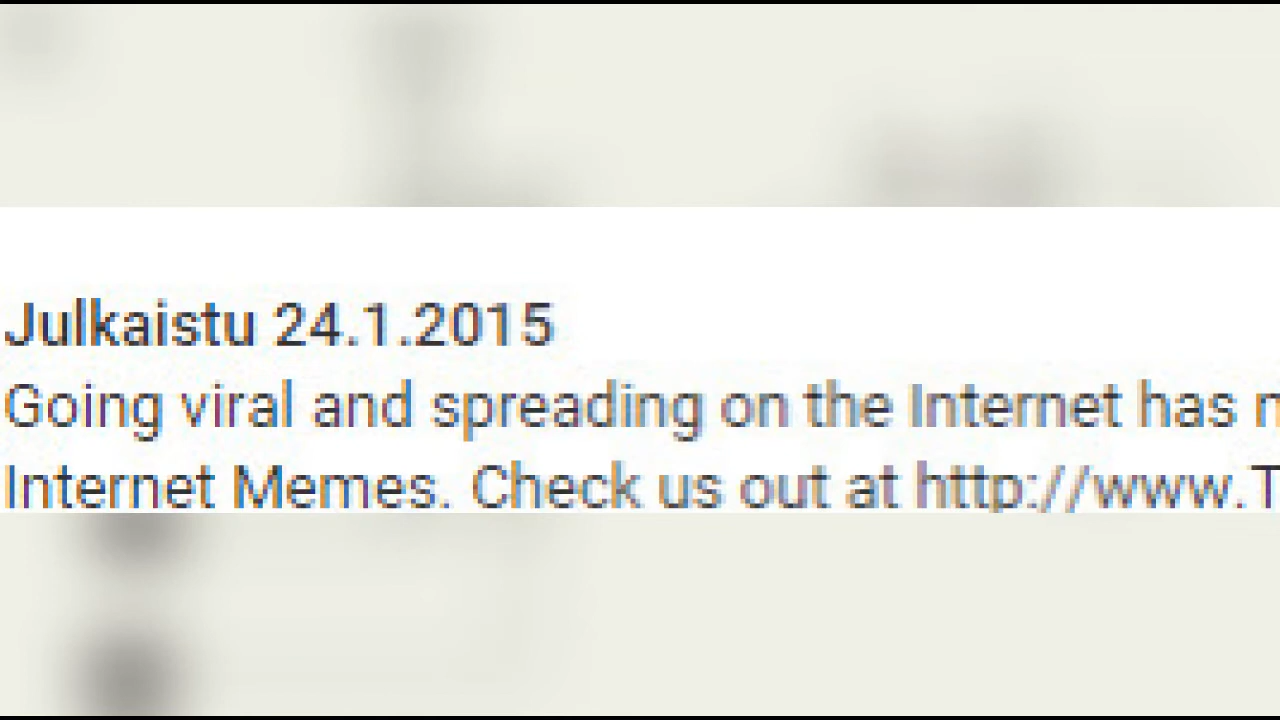 Julkaistu 24.1.2015
Going viral and spreading on the Internet has
Internet Memes. Check us out at http://www.T